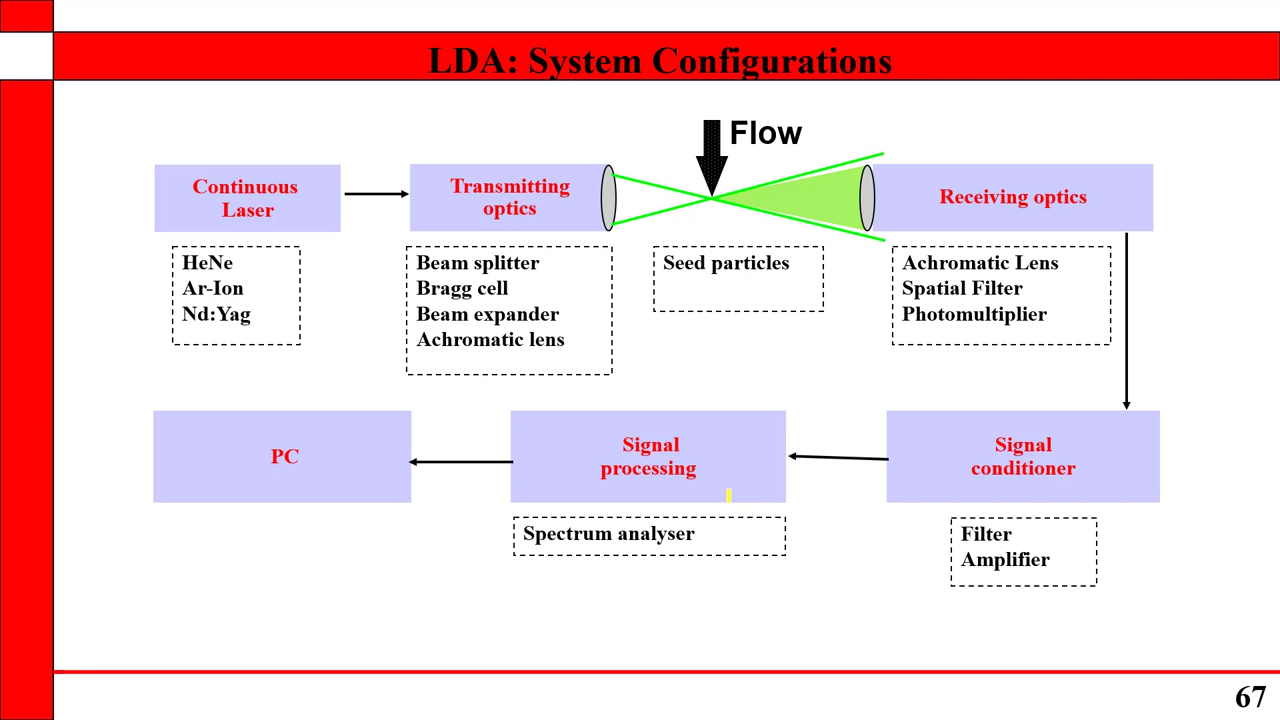 LDA: System Configurations
Flow
Continuous
Laser
Transmitting
optics
Receiving optics
HeNe
Ar-Ion
Nd:Yag
Beam splitter
Bragg cell
Beam expander
Achromatic lens
Seed particles
Achromatic Lens
Spatial Filter
Photomultiplier
PC
Signal
processing
Signal
conditioner
Spectrum analyser
Filter
Amplifier
67